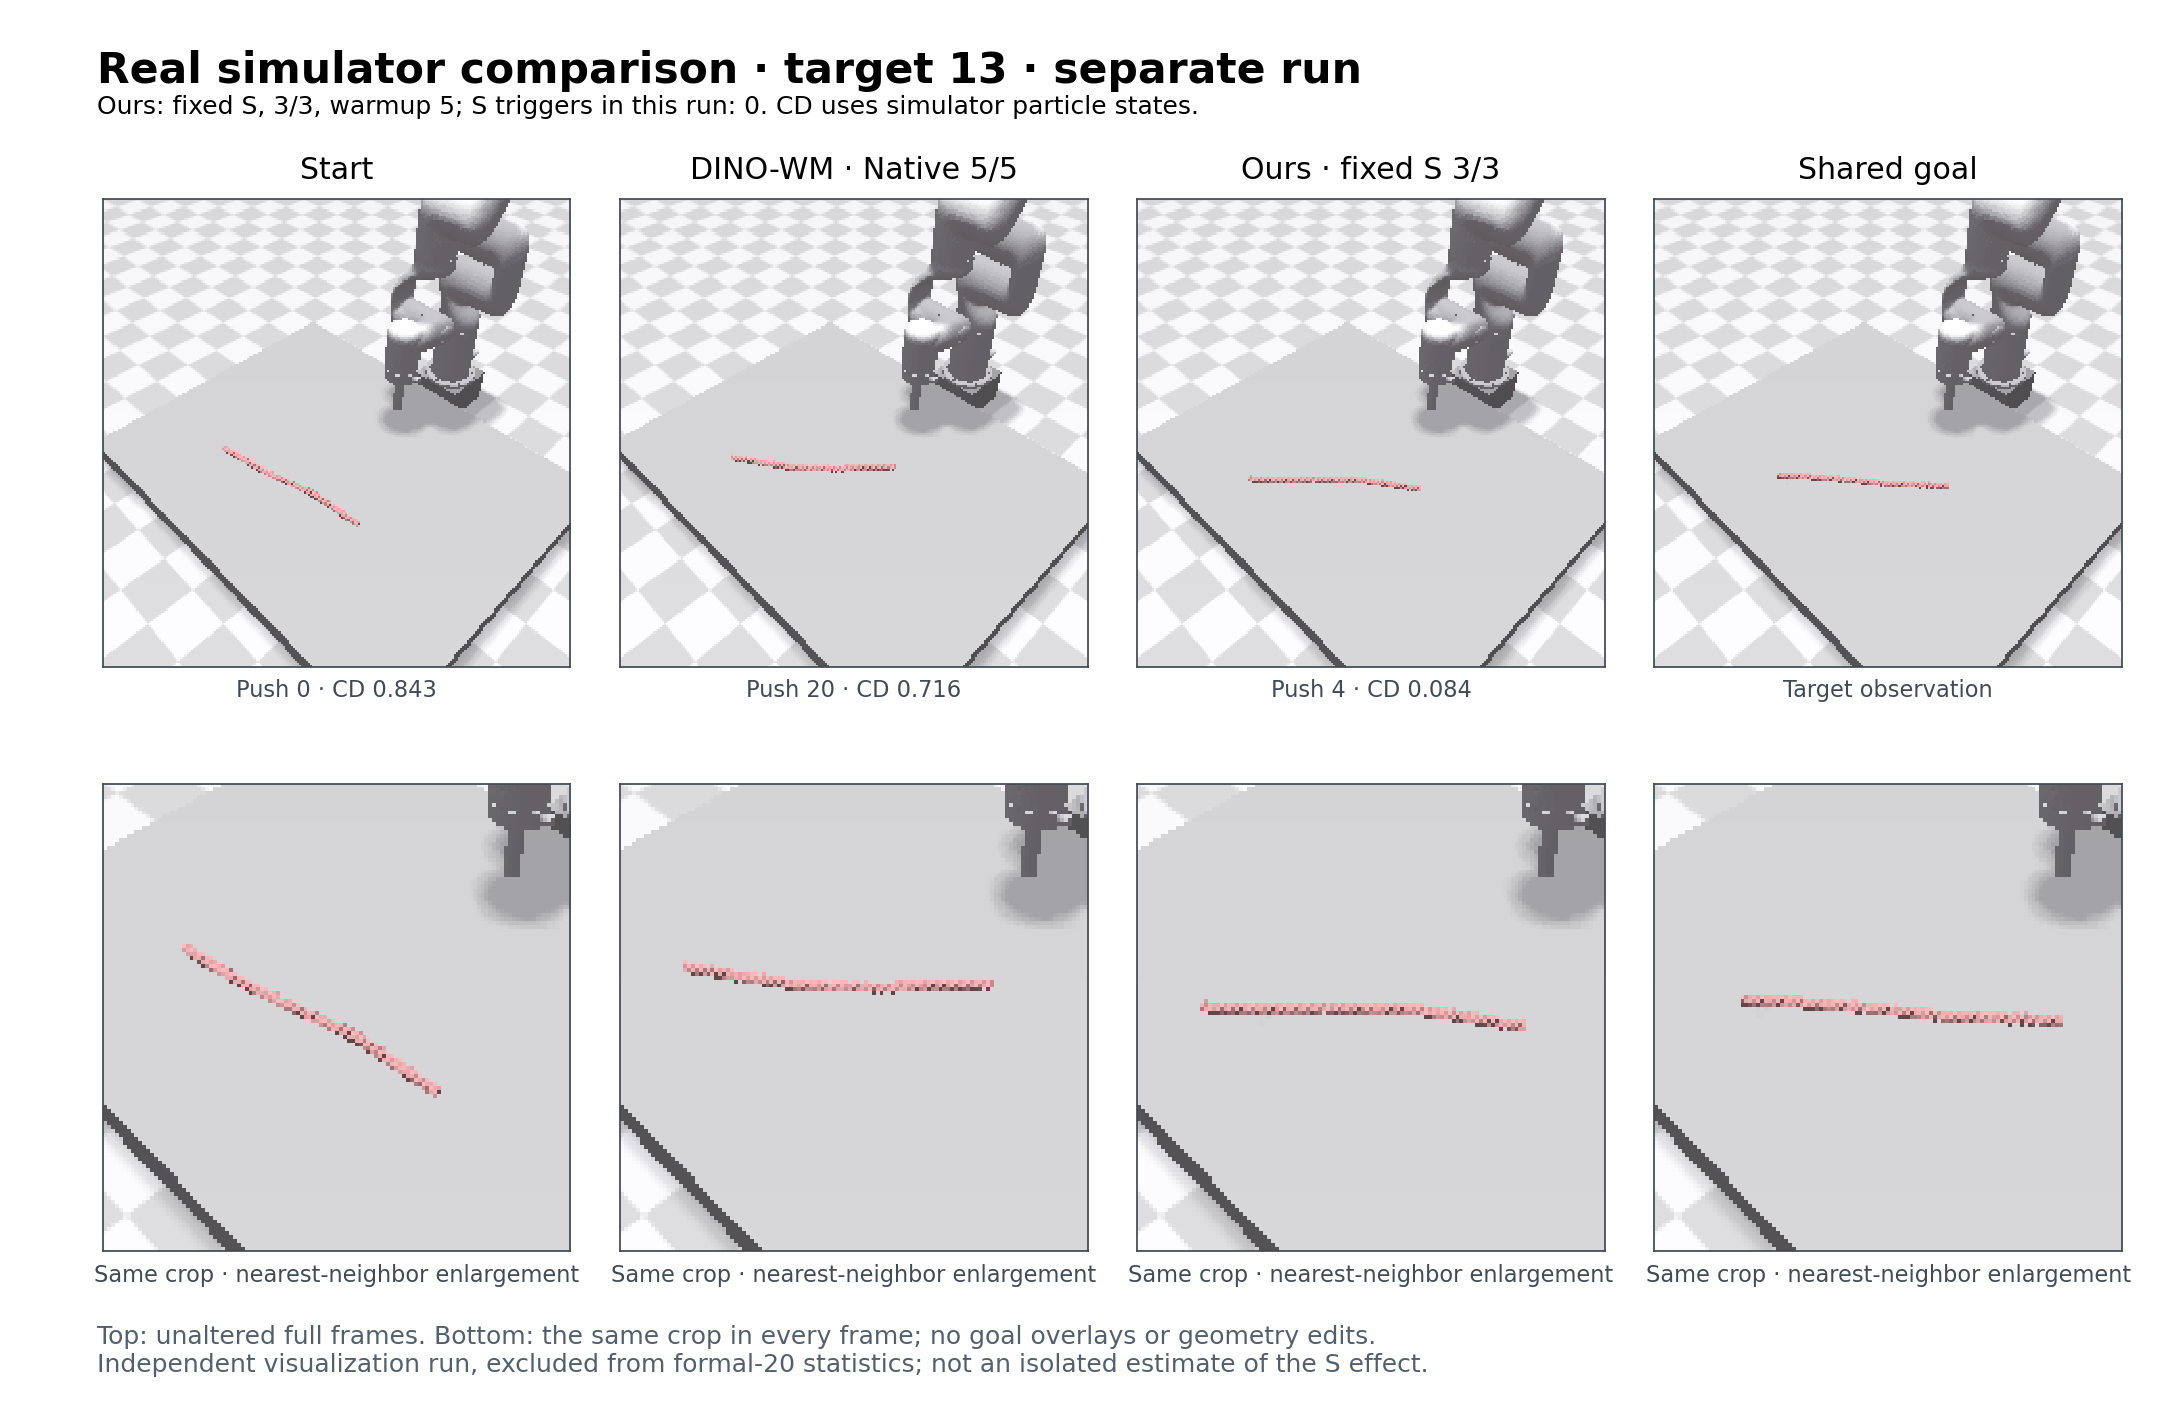 Real simulator comparison · target 13 · separate run
Ours: fixed S, 3/3, warmup 5; S triggers in this run: 0. CD uses simulator particle states.
Start
DINO-WM · Native 5/5
Ours · fixed S 3/3
Shared goal
Push 0 · CD 0.843
Push 20 · CD 0.716
Push 4 · CD 0.084
Target observation
Same crop · nearest-neighbor enlargement
Same crop · nearest-neighbor enlargement
Same crop · nearest-neighbor enlargement
Same crop · nearest-neighbor enlargement
Top: unaltered full frames. Bottom: the same crop in every frame; no goal overlays or geometry edits.
Independent visualization run, excluded from formal-20 statistics; not an isolated estimate of the S effect.